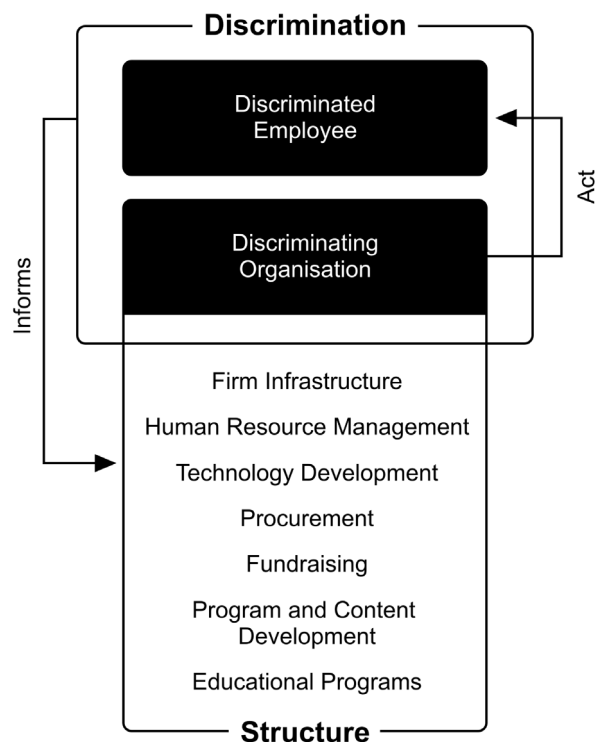 Discrimination
Discriminated
Employee
Discriminating
Organisation
Act
Informs
Firm Infrastructure
Human Resource Management
Technology Development
Procurement
Fundraising
Program and Content
Development
Educational Programs
Structure